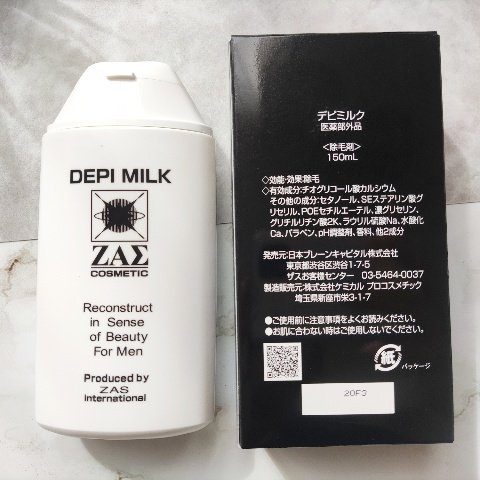 DEPI MILK
ZAΣ
COSMETIC
Reconstruct
in Sense
of Beauty
For Men
Produced by
ZAS
International
デピミルク
医薬部外品
<除毛剤>
150mL
◇効能・効果:除毛
◇有効成分:チオグリコール酸カルシウム
その他の成分:セタノール、SEステアリン酸グ
リセリル、POEセチルエーテル、濃グリセリン、
グリチルリチン酸2K、ラウリル硫酸Na、水酸化
Ca、パラベン、pH調整剤、香料、他2成分
発売元:日本ブレーンキャピタル株式会社
東京都渋谷区渋谷1-7-5
ザスお客様センター 03-5464-0037
製造販売元:株式会社ケミカル プロコスメチック
埼玉県新座市栄3-1-7
●ご使用前に注意事項をよくお読みください。
●お肌に合わない時はご使用しないでください。
紙
パッケージ
20F3